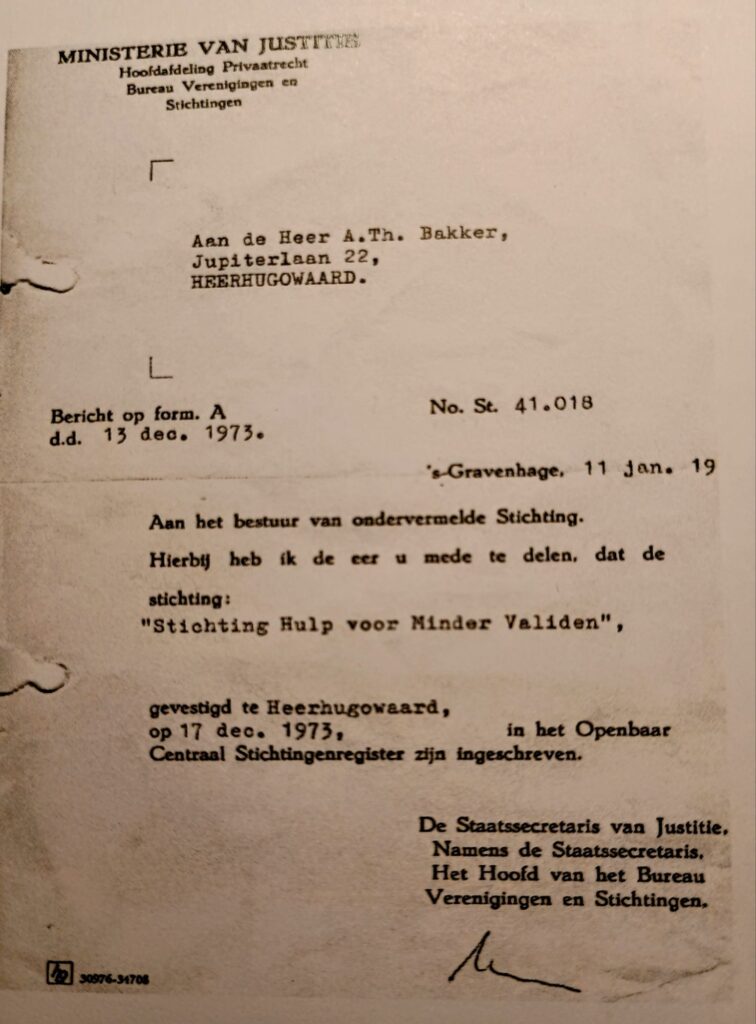 MINISTERIE VAN JUSTITIE
Hoofdafdeling Privaatrecht
Bureau Verenigingen en
Stichtingen
Aan de Heer A.Th. Bakker,
Jupiterlaan 22,
HEERHUGOWAARD.
Bericht op form. A
d.d. 13 dec. 1973.
No. St. 41.018
's-Gravenhage, 11 jan. 19
Aan het bestuur van ondervermelde Stichting.
Hierbij heb ik de eer u mede te delen, dat de
stichting:
"Stichting Hulp voor Minder Validen",
gevestigd te Heerhugowaard,
op 17 dec. 1973, in het Openbaar
Centraal Stichtingenregister zijn ingeschreven.
De Staatssecretaris van Justitie,
Namens de Staatssecretaris,
Het Hoofd van het Bureau
Verenigingen en Stichtingen,
30976-34708